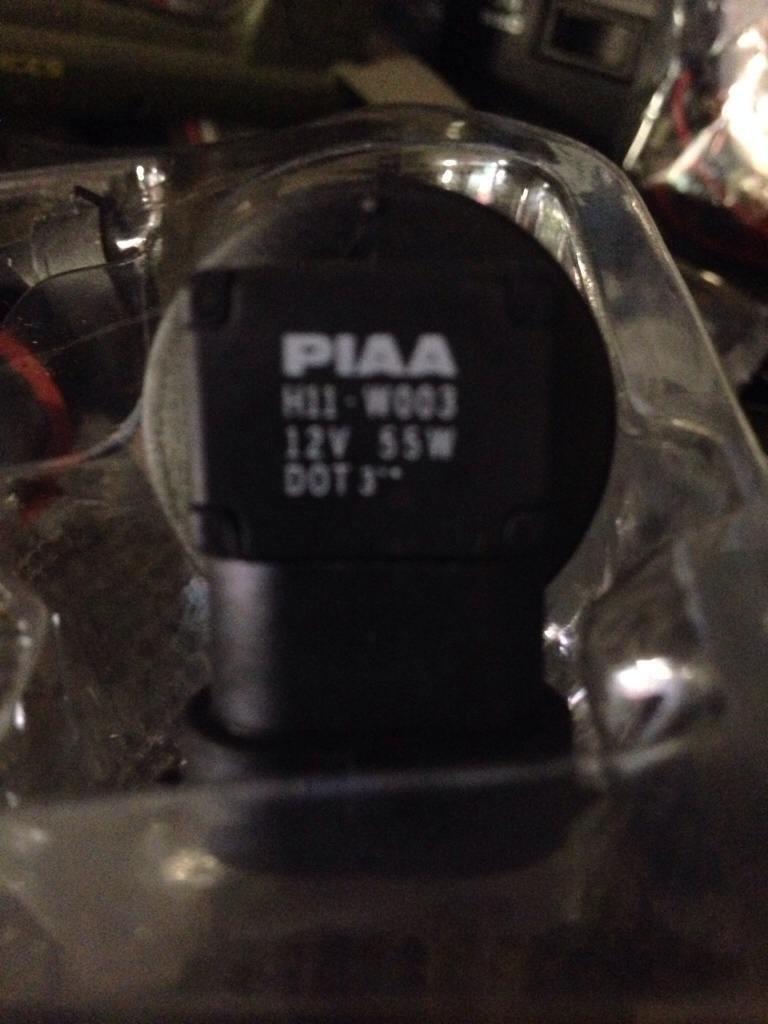 PIAA
H11 · W003
12V 55W
DOT 3